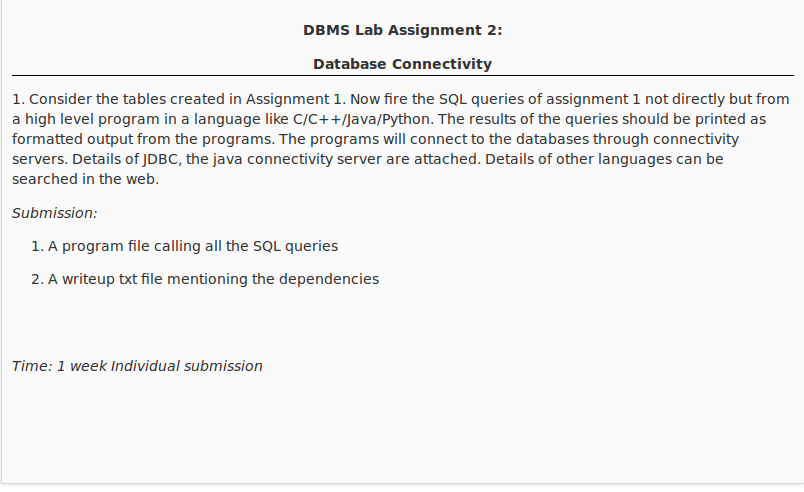 DBMS Lab Assignment 2:
Database Connectivity
1. Consider the tables created in Assignment 1. Now fire the SQL queries of assignment 1 not directly but from
a high level program in a language like C/C++/Java/Python. The results of the queries should be printed as
formatted output from the programs. The programs will connect to the databases through connectivity
servers. Details of JDBC, the java connectivity server are attached. Details of other languages can be
searched in the web.
Submission:
1. A program file calling all the SQL queries
2. A writeup txt file mentioning the dependencies
Time: 1 week Individual submission